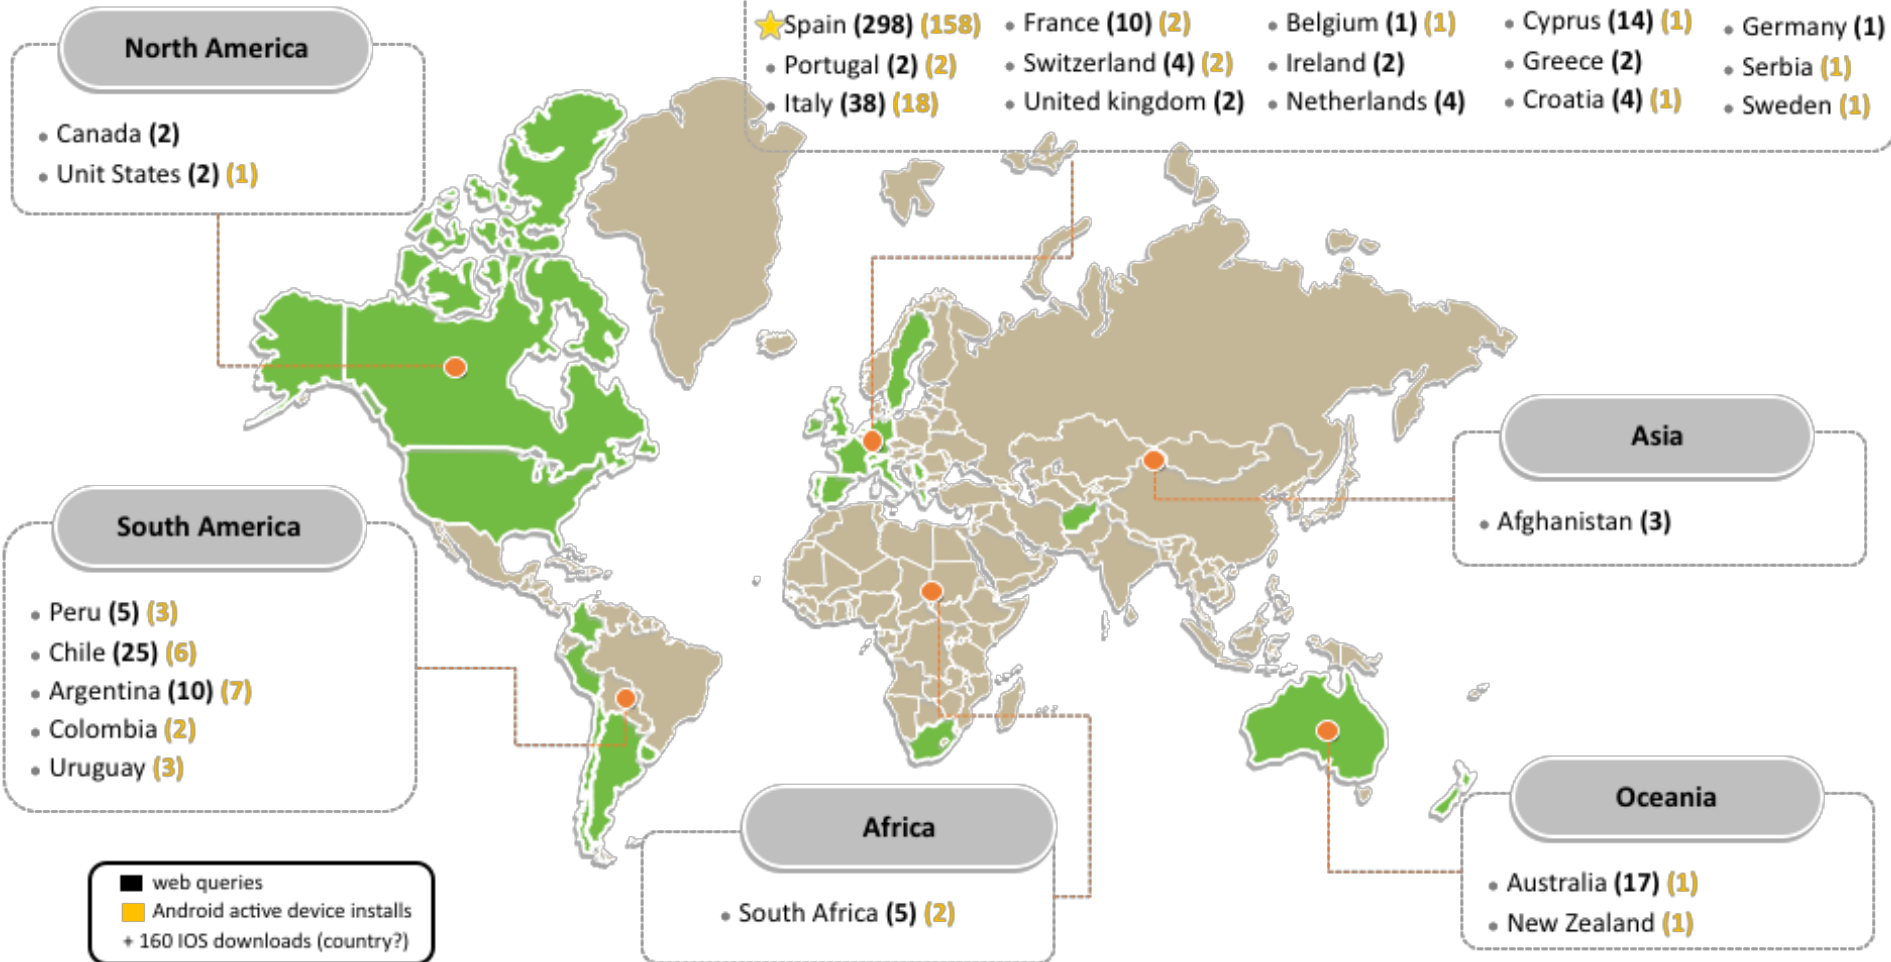 North America
• Canada (2)
• Unit States (2) (1)
Spain (298) (158)
• Portugal (2) (2)
• Italy (38) (18)
• France (10) (2)
• Switzerland (4) (2)
• United kingdom (2)
• Belgium (1) (1)
• Ireland (2)
• Netherlands (4)
• Cyprus (14) (1)
• Greece (2)
• Croatia (4) (1)
• Germany (1)
• Serbia (1)
• Sweden (1)
Asia
• Afghanistan (3)
South America
• Peru (5) (3)
• Chile (25) (6)
• Argentina (10) (7)
• Colombia (2)
• Uruguay (3)
Africa
• South Africa (5) (2)
Oceania
• Australia (17) (1)
• New Zealand (1)
web queries
Android active device installs
+ 160 IOS downloads (country?)